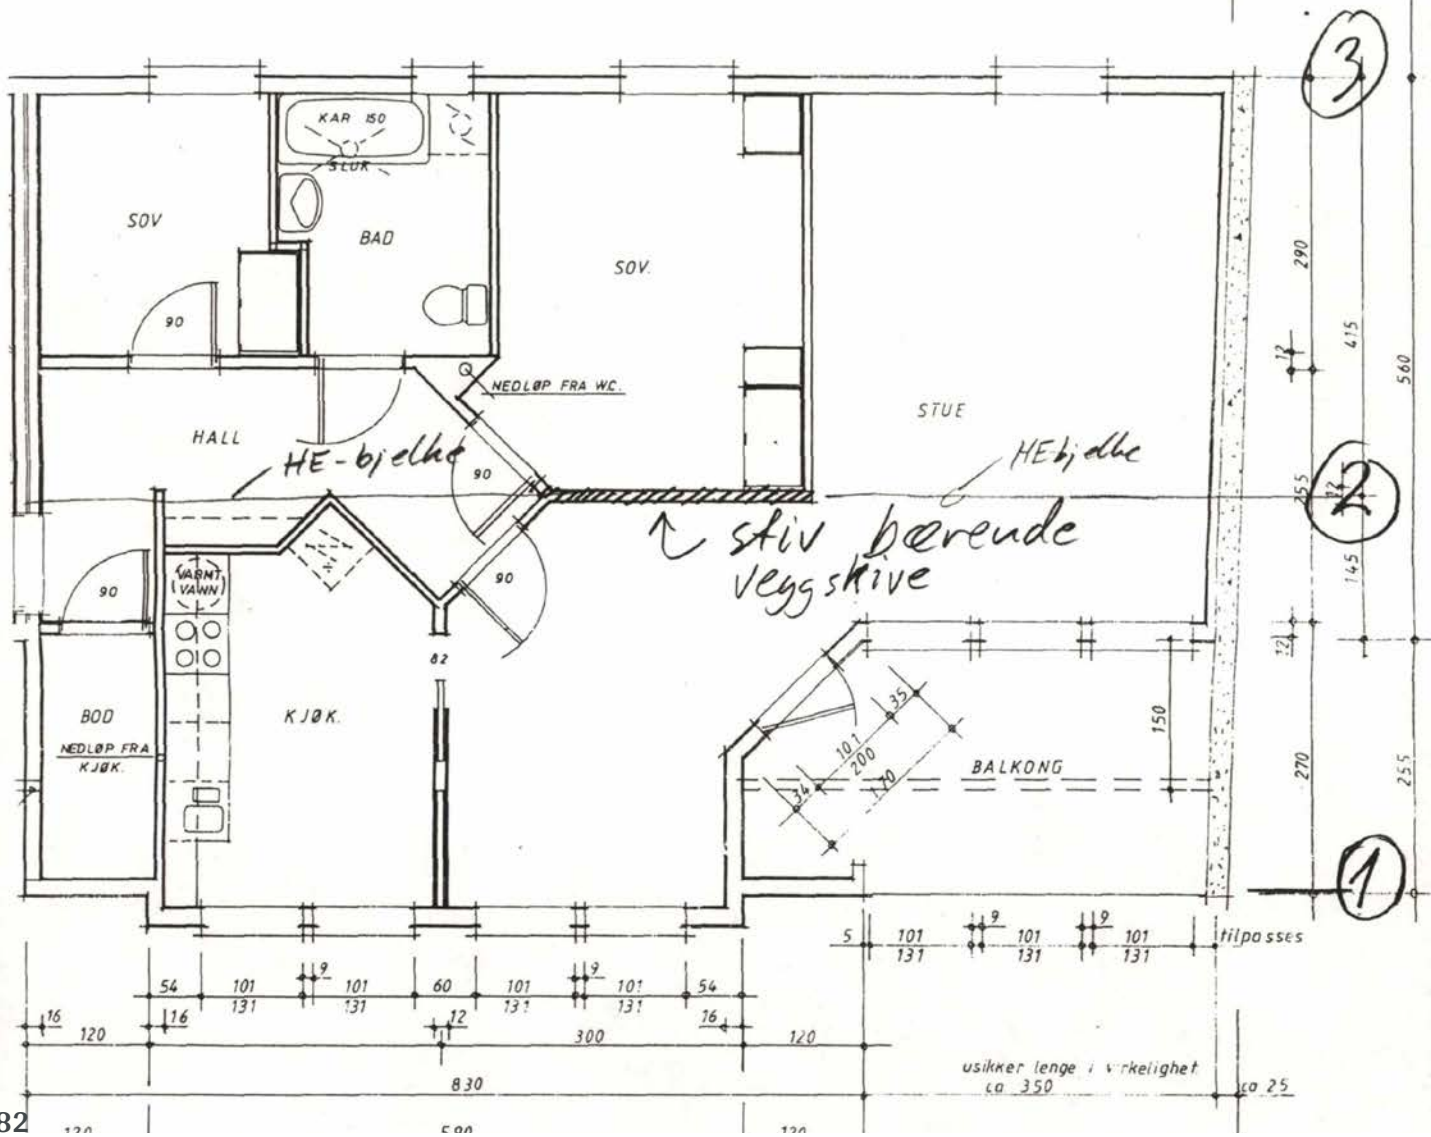 3
KAR 150
SLUK
SOV
BAD
SOV.
290
90
12
415
560
NEDLØP FRA W.C.
STUE
HALL
HE-bjelke
90
HE-bjelke
255
12
2
stiv bærende
veggskive
VARMT
VANN
90
90
145
12
82
35
BOD
KJØK.
150
101
200
170
34
BALKONG
270
255
NEDLØP FRA
KJØK.
1
5 101 9 101 9 101 tilpasses
131 131 131
9 9
54 101 101 60 101 101 54
131 131 131 131
16 16 12 16
120 300 120
usikker lenge i virkelighet
830 ca 350 ca 25
82
120 590 120